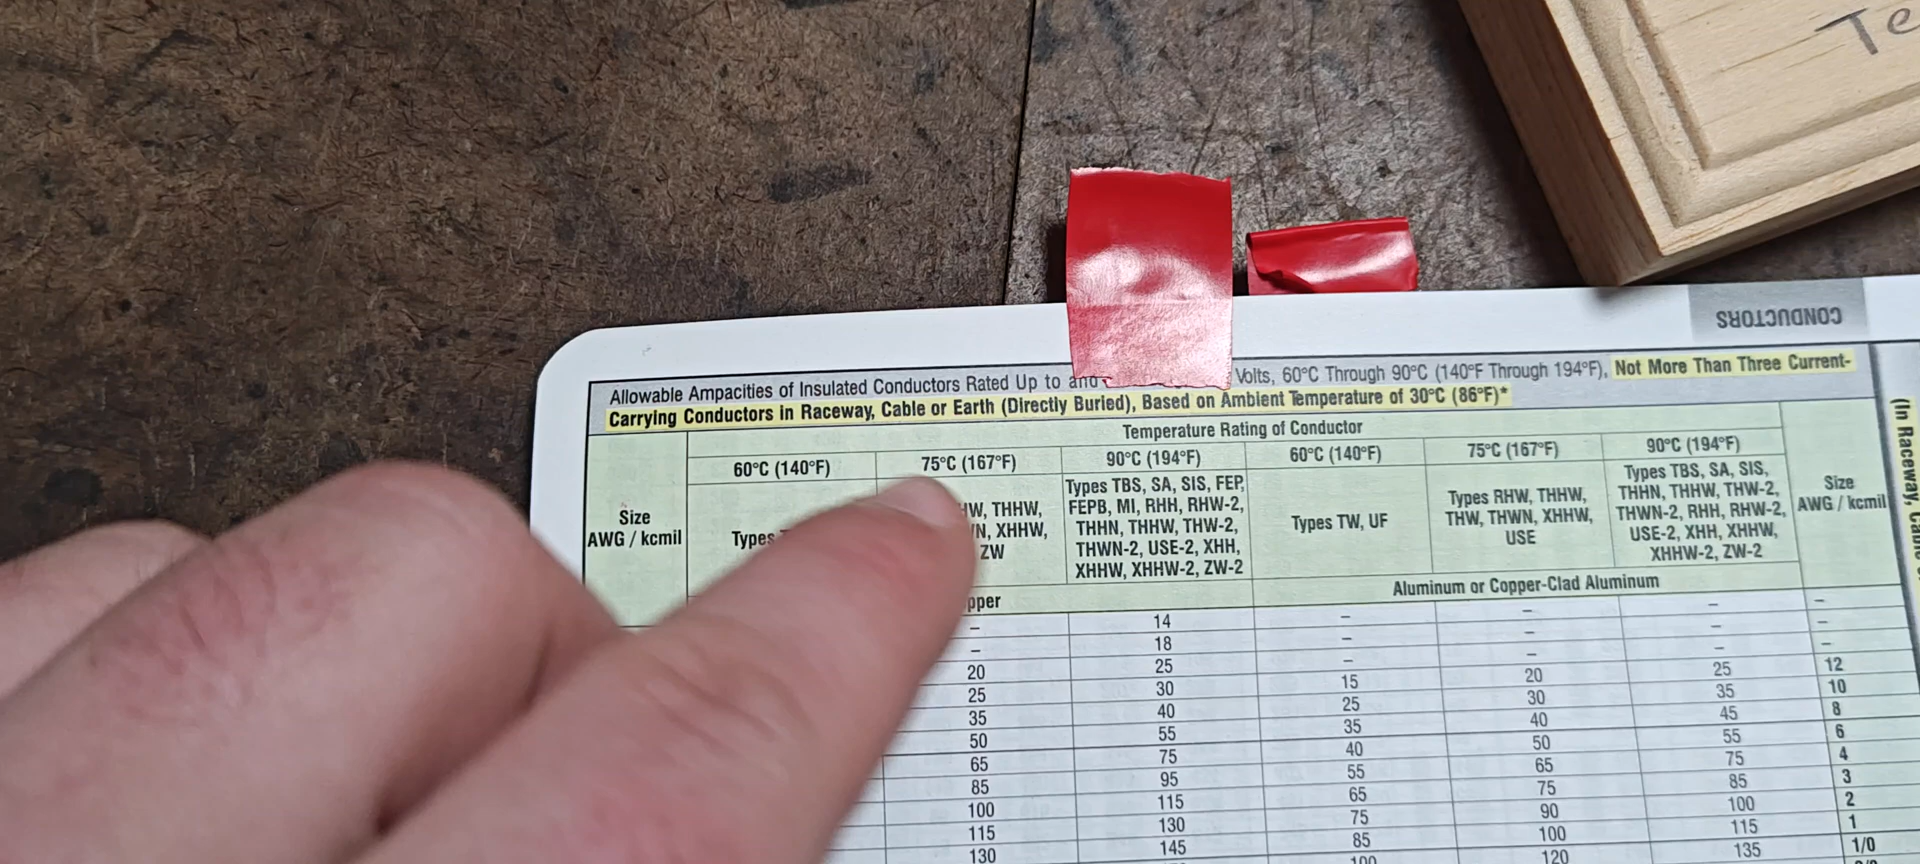 Te
CONDUCTORS
Allowable Ampacities of Insulated Conductors Rated Up to and Volts, 60°C Through 90°C (140°F Through 194°F), Not More Than Three Current-
Carrying Conductors in Raceway, Cable or Earth (Directly Buried), Based on Ambient Temperature of 30°C (86°F)*
(In Raceway,
Temperature Rating of Conductor
Size
AWG / kcmil
60°C (140°F)
75°C (167°F)
90°C (194°F)
60°C (140°F)
75°C (167°F)
90°C (194°F)
Size
AWG / kcmil
Types
THHW,
XHHW,
ZW
Types TBS, SA, SIS, FEP,
FEPB, MI, RHH, RHW-2,
THHN, THHW, THW-2,
THWN-2, USE-2, XHH,
XHHW, XHHW-2, ZW-2
Types TW, UF
Types RHW, THHW,
THW, THWN, XHHW,
USE
Types TBS, SA, SIS,
THHN, THHW, THW-2,
THWN-2, RHH, RHW-2,
USE-2, XHH, XHHW,
XHHW-2, ZW-2
pper
Aluminum or Copper-Clad Aluminum
– 14 – – – –
– 18 – – – –
20 25 – – – –
25 30 15 20 25 12
35 40 25 30 35 10
50 55 35 40 45 8
65 75 40 50 55 6
85 95 55 65 75 4
100 115 65 75 85 3
115 130 75 90 100 2
130 145 85 100 115 1
100 120 135 1/0